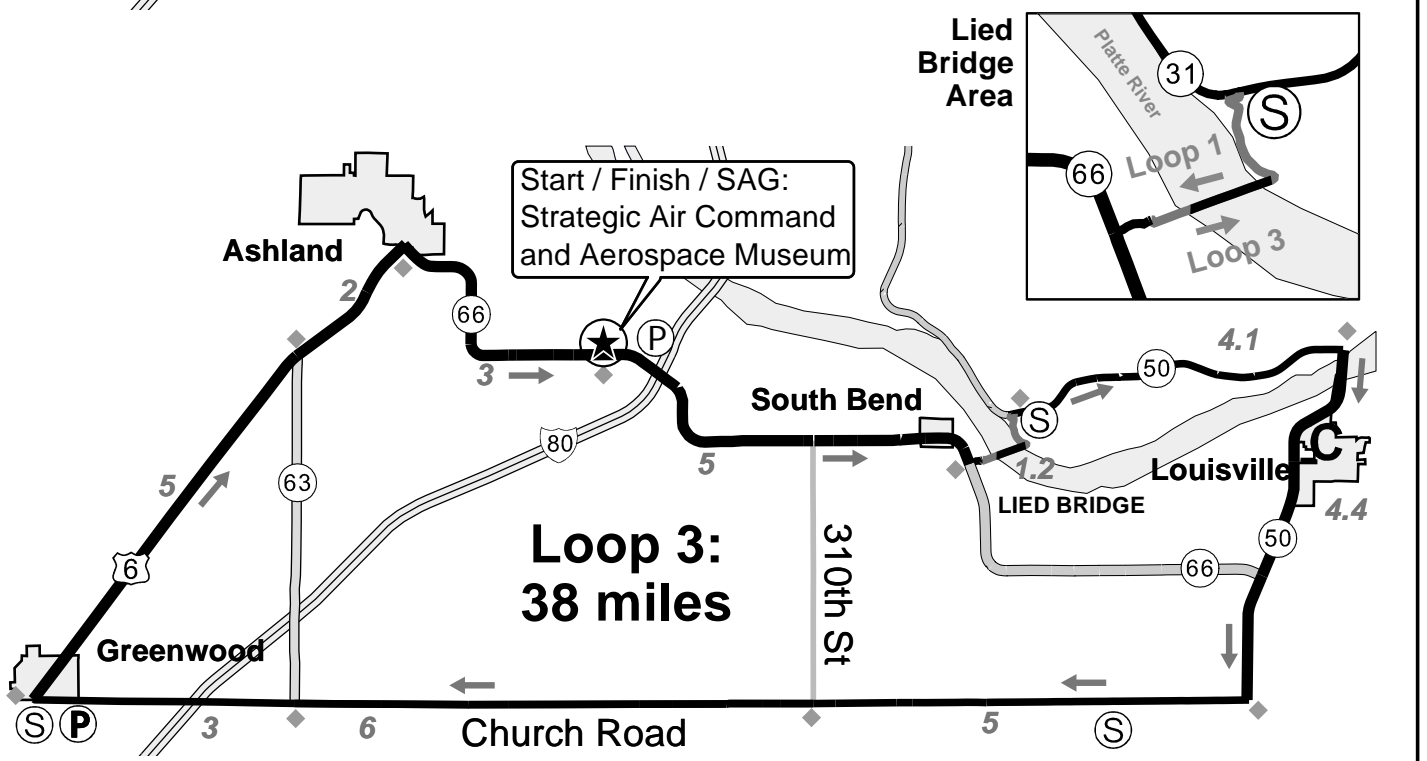 Lied
Bridge
Area
Platte River
31
S
Loop 1
66
Loop 3
Start / Finish / SAG:
Strategic Air Command
and Aerospace Museum
Ashland
2
66
3
P
4.1
50
South Bend
S
80
5
1.2
Louisville
C
LIED BRIDGE
4.4
63
5
6
50
Loop 3:
38 miles
310th St
66
Greenwood
S
P
3
6
Church Road
5
S